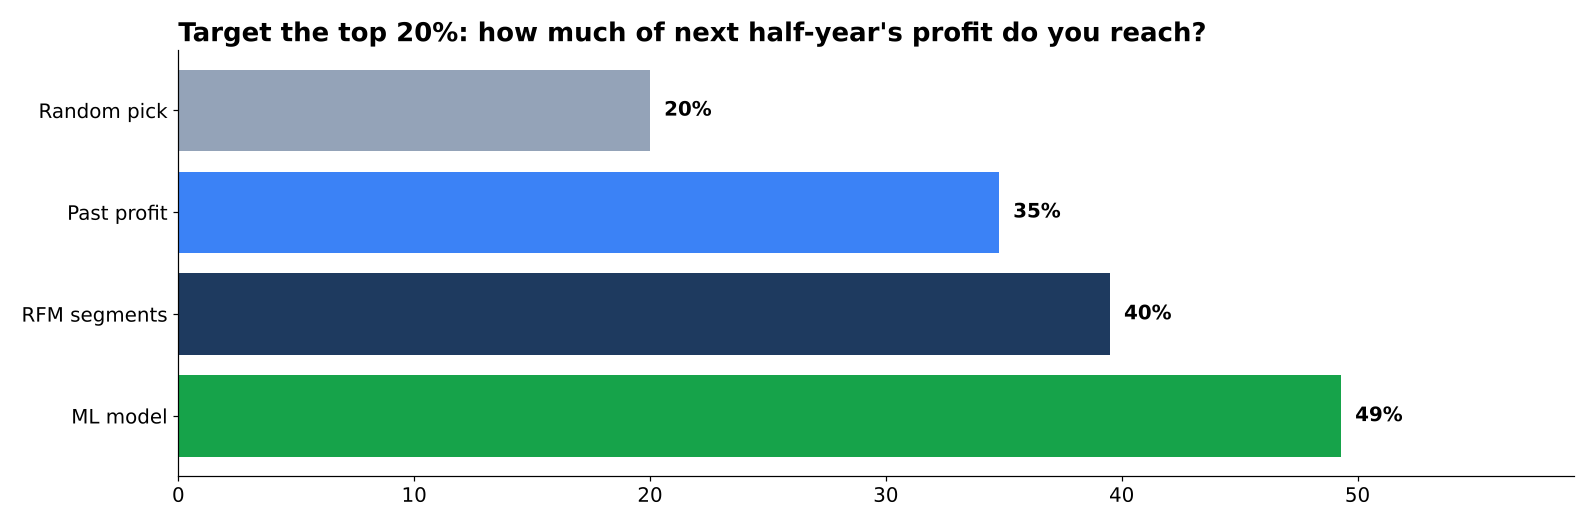 Target the top 20%: how much of next half-year's profit do you reach?
Random pick 20%
Past profit 35%
RFM segments 40%
ML model 49%
0 10 20 30 40 50